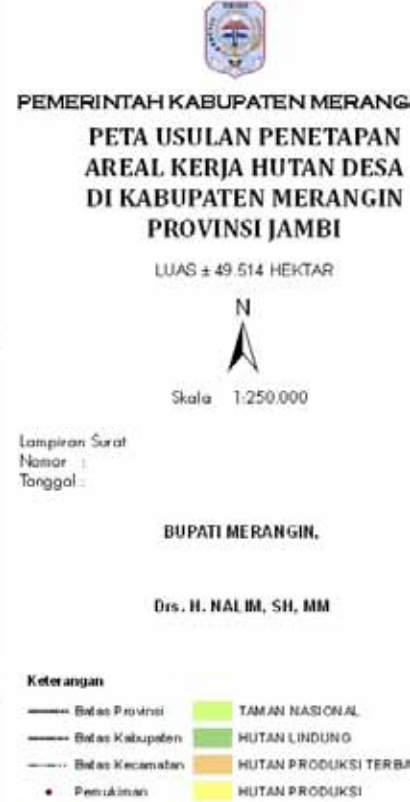 PEMERINTAH KABUPATEN MERANG
PETA USULAN PENETAPAN
AREAL KERJA HUTAN DESA
DI KABUPATEN MERANGIN
PROVINSI JAMBI
LUAS ± 49.514 HEKTAR
N
Skala 1:250.000
Lampiran Surat
Nomor :
Tanggal :
BUPATI MERANGIN,
Drs. H. NALIM, SH, MM
Keterangan
Batas Provinsi TAMAN NASIONAL
Batas Kabupaten HUTAN LINDUNG
Batas Kecamatan HUTAN PRODUKSI TERBA
Pemukiman HUTAN PRODUKSI